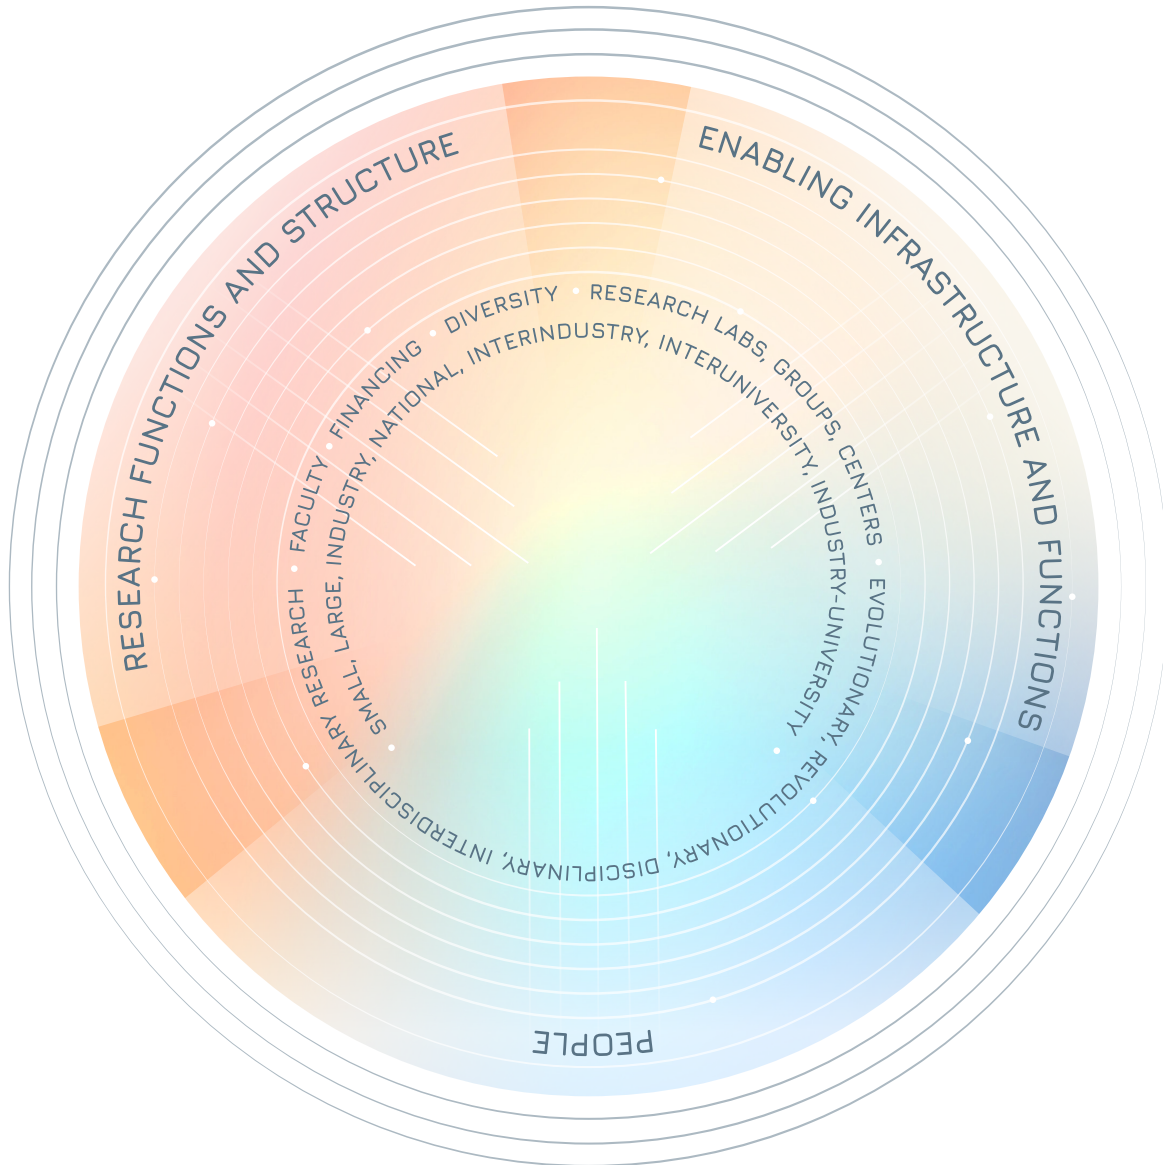 RESEARCH FUNCTIONS AND STRUCTURE
ENABLING INFRASTRUCTURE AND FUNCTIONS
PEOPLE
FACULTY • FINANCING • DIVERSITY • RESEARCH LABS, GROUPS, CENTERS • EVOLUTIONARY, REVOLUTIONARY, DISCIPLINARY, INTERDISCIPLINARY RESEARCH •
SMALL, LARGE, INDUSTRY, NATIONAL, INTERINDUSTRY, INTERUNIVERSITY, INDUSTRY-UNIVERSITY